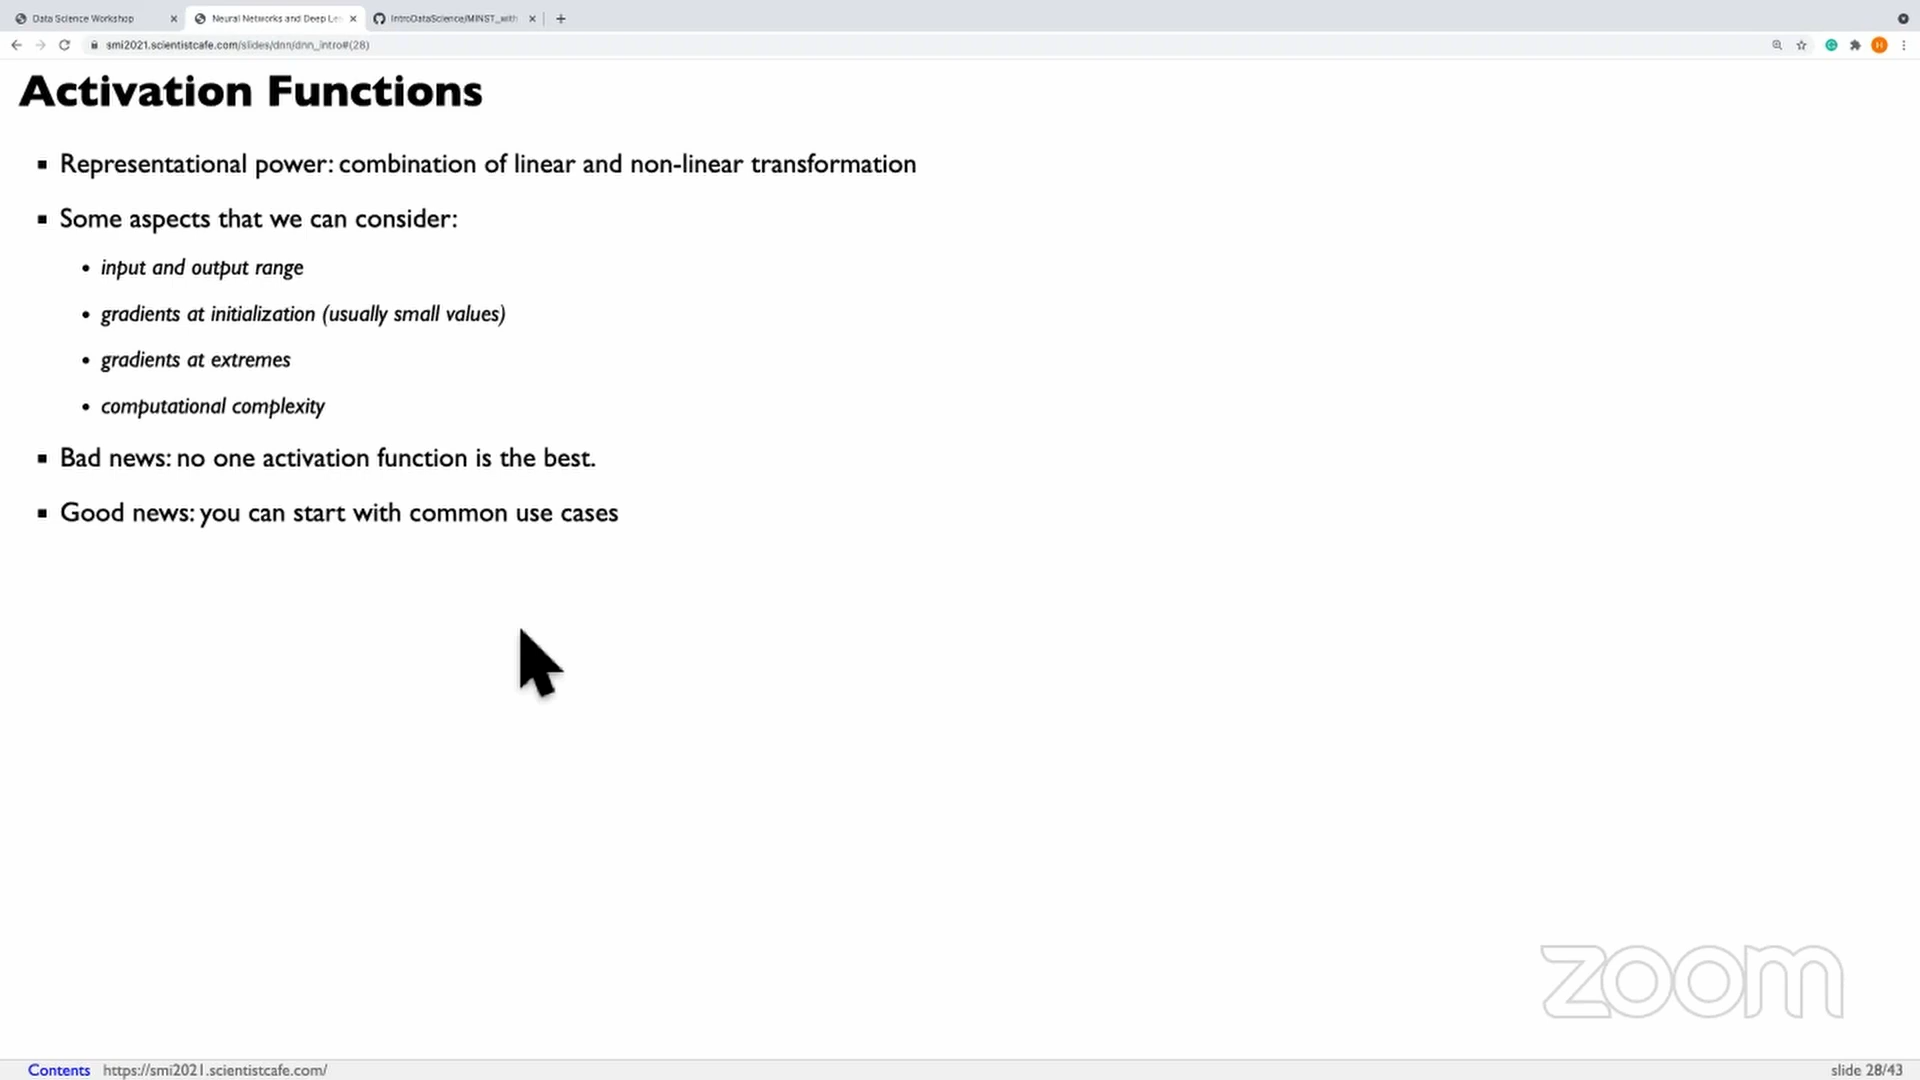 Data Science Workshop
Neural Networks and Deep Le
IntroDataScience/MINST_with
smi2021.scientistcafe.com/slides/dnn/dnn_intro#(28)
H
Activation Functions
Representational power: combination of linear and non-linear transformation
Some aspects that we can consider:
input and output range
gradients at initialization (usually small values)
gradients at extremes
computational complexity
Bad news: no one activation function is the best.
Good news: you can start with common use cases
zoom
Contents https://smi2021.scientistcafe.com/ slide 28/43